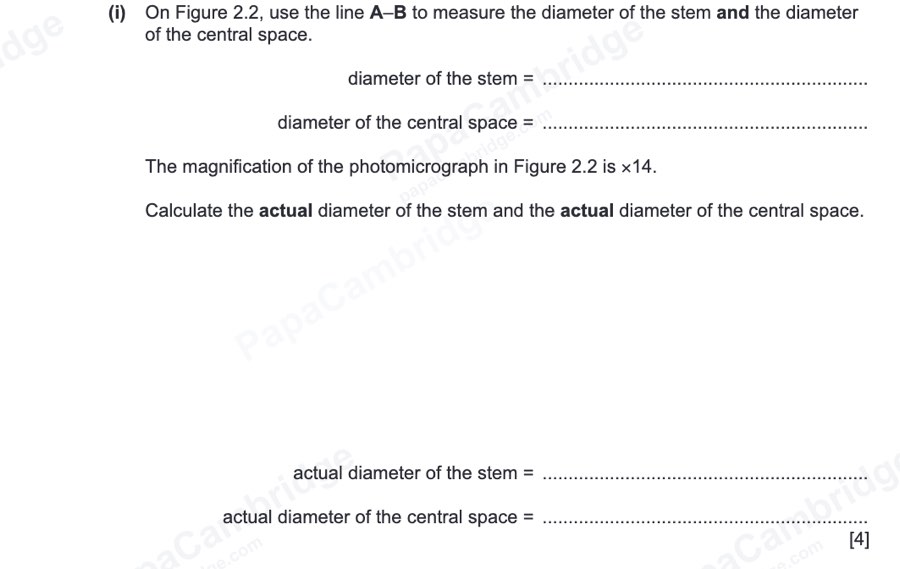 (i) On Figure 2.2, use the line A–B to measure the diameter of the stem and the diameter
of the central space.
diameter of the stem = ..............................................................
diameter of the central space = ..............................................................
The magnification of the photomicrograph in Figure 2.2 is ×14.
Calculate the actual diameter of the stem and the actual diameter of the central space.
PapaCambridge
actual diameter of the stem = ..............................................................
actual diameter of the central space = ..............................................................
[4]